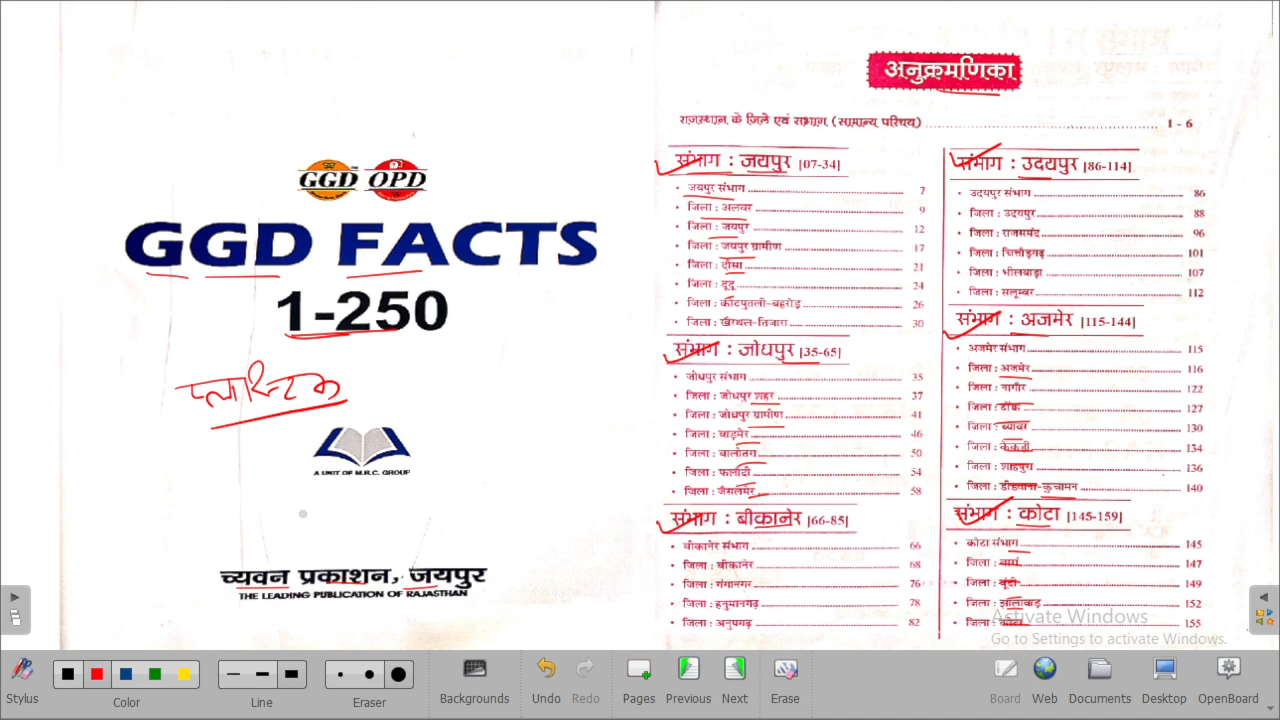 GGD OPD
GGD FACTS
1-250
प्लास्टिक
A UNIT OF M.R.C. GROUP
च्यवन प्रकाशन, जयपुर
THE LEADING PUBLICATION OF RAJASTHAN
अनुक्रमणिका
राजस्थान के जिले एवं संभाग (सामान्य परिचय) 1 - 6
संभाग : जयपुर [07-34]
• जयपुर संभाग 7
• जिला : अलवर 9
• जिला : जयपुर 12
• जिला : जयपुर ग्रामीण 17
• जिला : दौसा 21
• जिला : दूदू 24
• जिला : कोटपुतली-बहरोड़ 26
• जिला : खैरथल-तिजारा 30
संभाग : जोधपुर [35-65]
• जोधपुर संभाग 35
• जिला : जोधपुर शहर 37
• जिला : जोधपुर ग्रामीण 41
• जिला : बाड़मेर 46
• जिला : बालोतरा 50
• जिला : फलौदी 54
• जिला : जैसलमेर 58
संभाग : बीकानेर [66-85]
• बीकानेर संभाग 66
• जिला : बीकानेर 68
• जिला : गंगानगर 76
• जिला : हनुमानगढ़ 78
• जिला : अनुपगढ़ 82
संभाग : उदयपुर [86-114]
• उदयपुर संभाग 86
• जिला : उदयपुर 88
• जिला : राजसमंद 96
• जिला : चित्तौड़गढ़ 101
• जिला : भीलवाड़ा 107
• जिला : सलूम्बर 112
संभाग : अजमेर [115-144]
• अजमेर संभाग 115
• जिला : अजमेर 116
• जिला : नागौर 122
• जिला : टोंक 127
• जिला : ब्यावर 130
• जिला : केकड़ी 134
• जिला : शाहपुरा 136
• जिला : डीडवाना-कुचामन 140
संभाग : कोटा [145-159]
• कोटा संभाग 145
• जिला : बारां 147
• जिला : बूंदी 149
• जिला : झालावाड़ 152
• जिला : कोटा 155
Activate Windows
Go to Settings to activate Windows.
Stylus Color Line Eraser Backgrounds Undo Redo Pages Previous Next Erase Board Web Documents Desktop OpenBoard